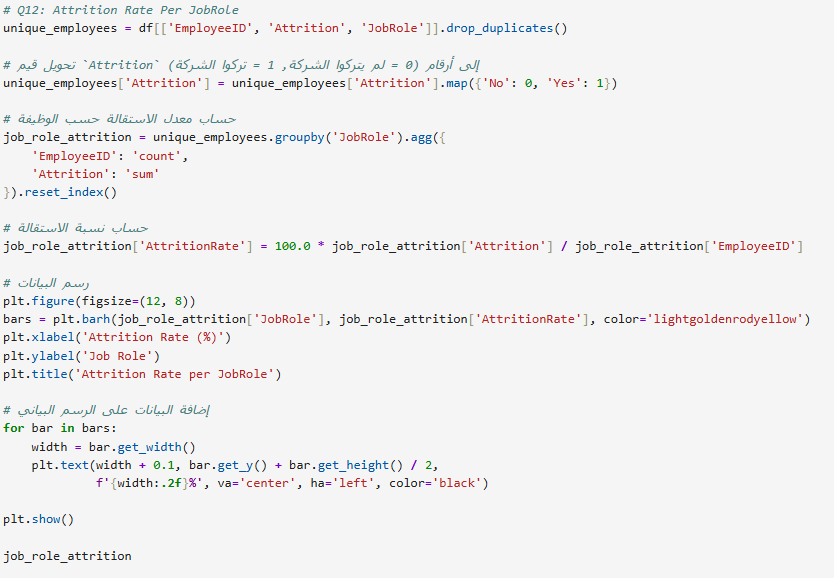 # Q12: Attrition Rate Per JobRole
unique_employees = df[['EmployeeID', 'Attrition', 'JobRole']].drop_duplicates()
# تحويل قيم `Attrition` إلى أرقام (0 = لم يتركوا الشركة, 1 = تركوا الشركة)
unique_employees['Attrition'] = unique_employees['Attrition'].map({'No': 0, 'Yes': 1})
# حساب معدل الاستقالة حسب الوظيفة
job_role_attrition = unique_employees.groupby('JobRole').agg({
    'EmployeeID': 'count',
    'Attrition': 'sum'
}).reset_index()
# حساب نسبة الاستقالة
job_role_attrition['AttritionRate'] = 100.0 * job_role_attrition['Attrition'] / job_role_attrition['EmployeeID']
# رسم البيانات
plt.figure(figsize=(12, 8))
bars = plt.barh(job_role_attrition['JobRole'], job_role_attrition['AttritionRate'], color='lightgoldenrodyellow')
plt.xlabel('Attrition Rate (%)')
plt.ylabel('Job Role')
plt.title('Attrition Rate per JobRole')
# إضافة البيانات على الرسم البياني
for bar in bars:
    width = bar.get_width()
    plt.text(width + 0.1, bar.get_y() + bar.get_height() / 2,
             f'{width:.2f}%', va='center', ha='left', color='black')
plt.show()
job_role_attrition